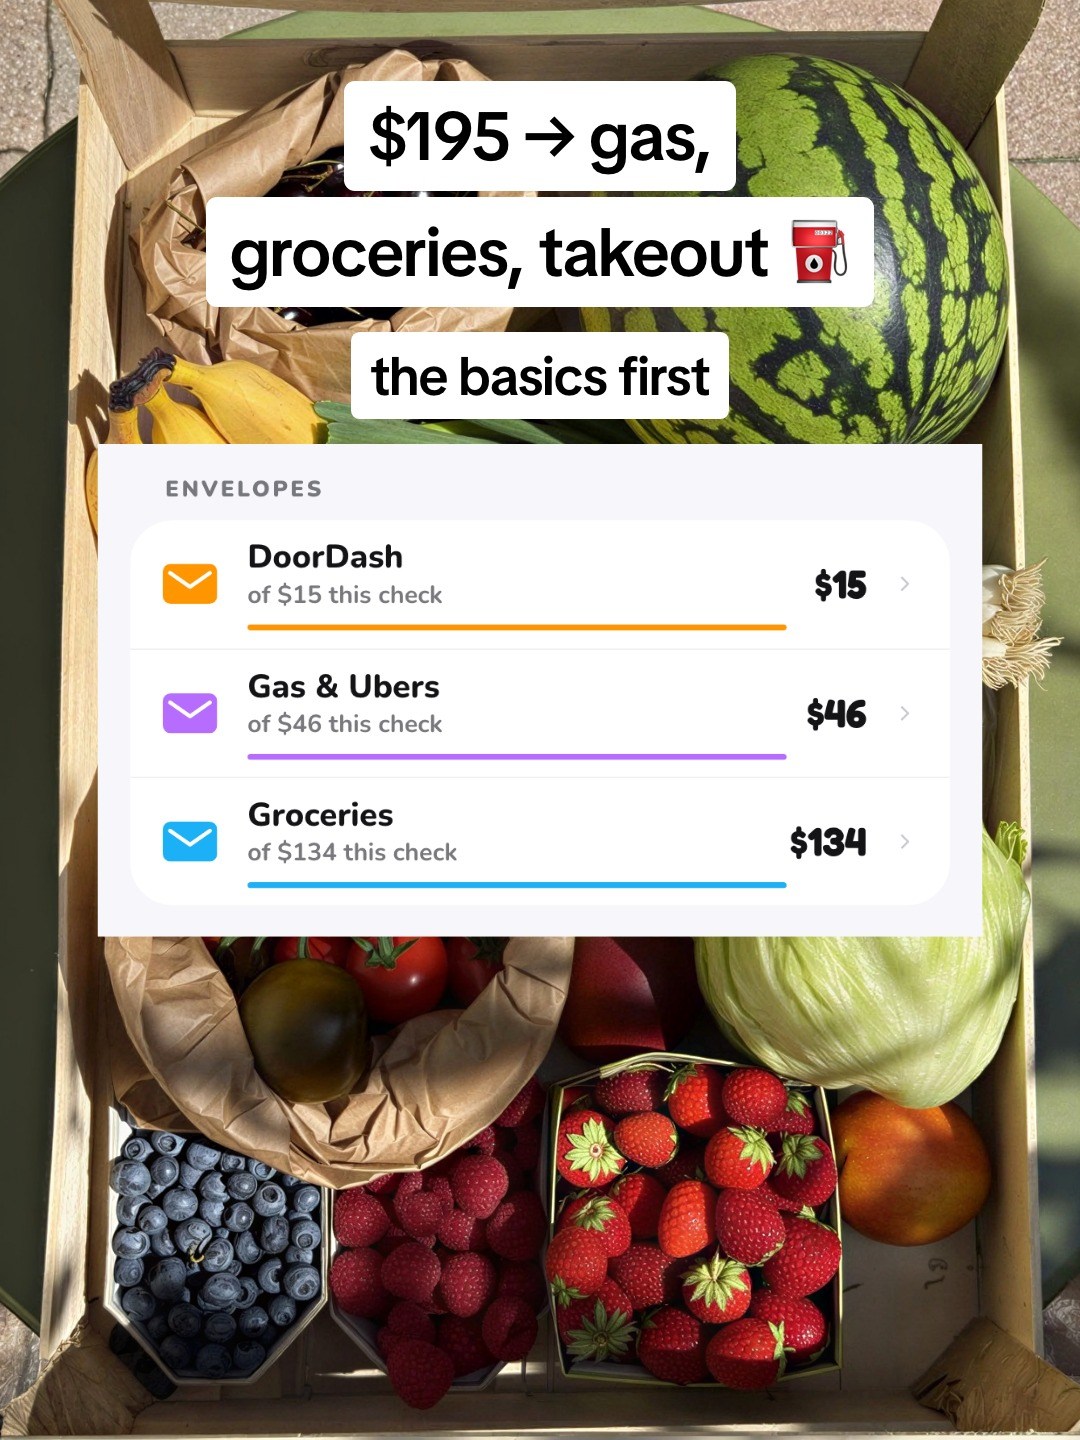 $195 → gas,
groceries, takeout ⛽
the basics first
ENVELOPES
DoorDash
of $15 this check
$15
Gas & Ubers
of $46 this check
$46
Groceries
of $134 this check
$134